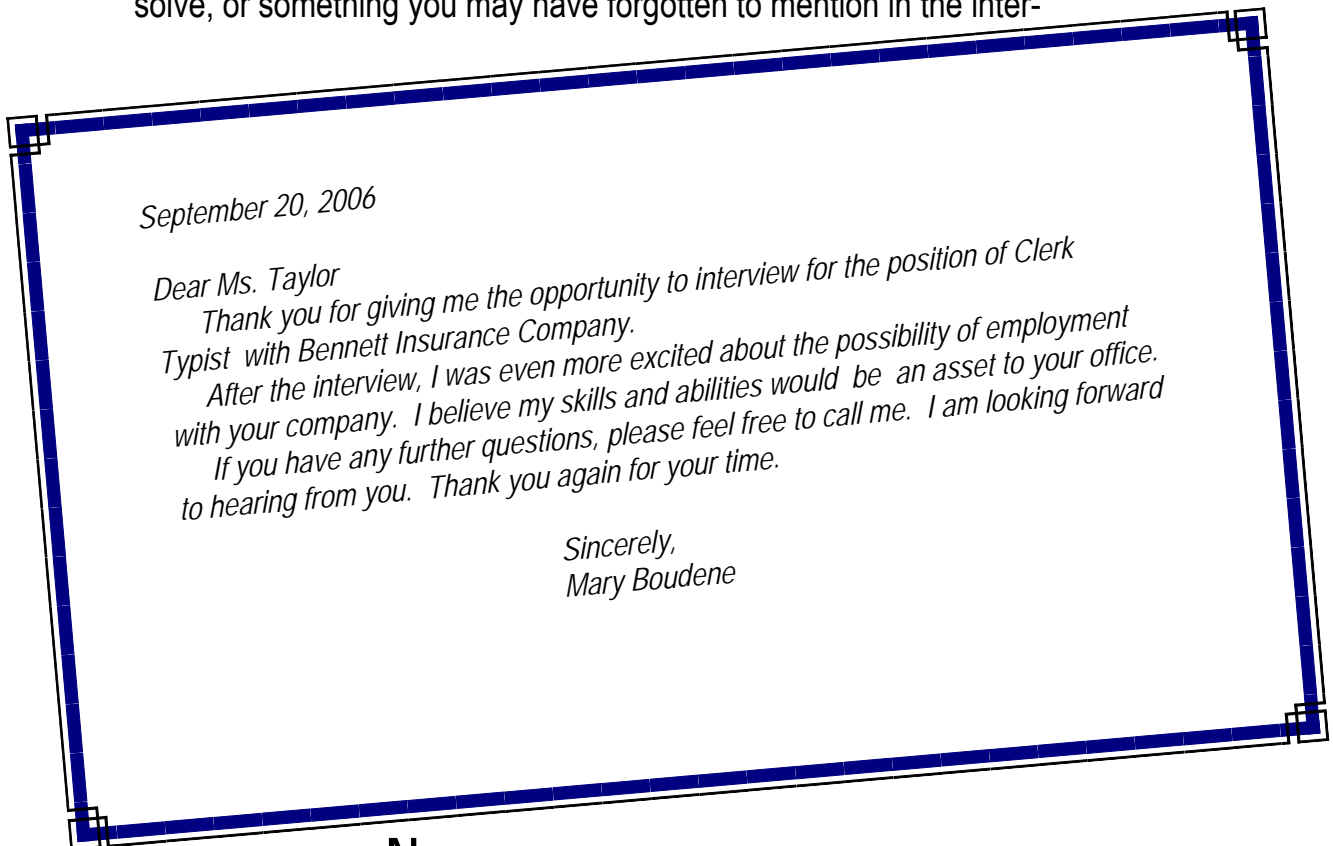 solve, or something you may have forgotten to mention in the inter-
September 20, 2006
Dear Ms. Taylor
Thank you for giving me the opportunity to interview for the position of Clerk
Typist  with Bennett Insurance Company.
After the interview, I was even more excited about the possibility of employment
with your company.  I believe my skills and abilities would  be  an asset to your office.
If you have any further questions, please feel free to call me.  I am looking forward
to hearing from you.  Thank you again for your time.
Sincerely,
Mary Boudene